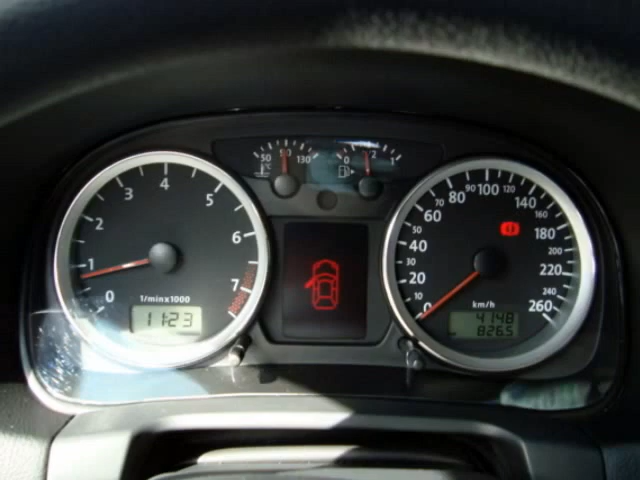 50 90 130
°C
0 1/2 1
0 1 2 3 4 5 6 7
1/min x 1000
11:23
0 10 20 30 40 50 60 70 80 90 100 120 140 160 180 200 220 240 260
km/h
4148
826.5